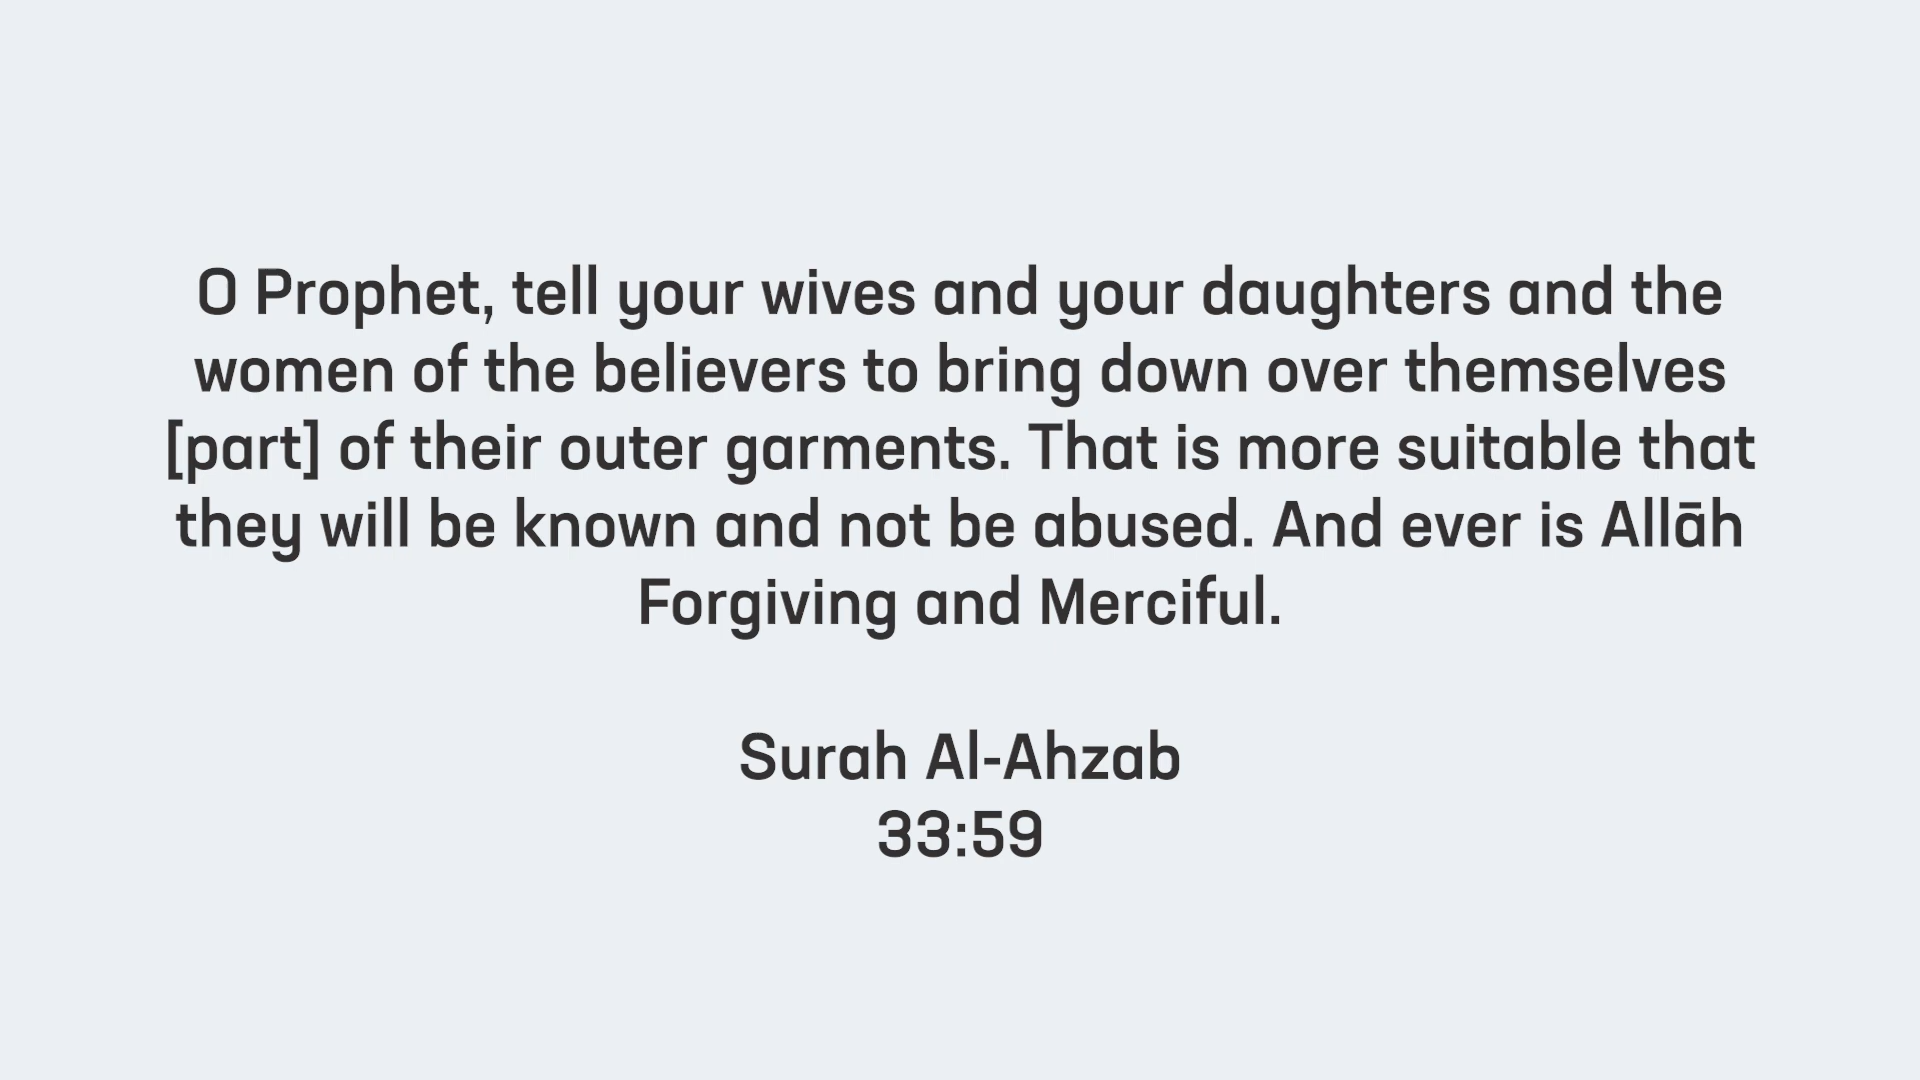 O Prophet, tell your wives and your daughters and the
women of the believers to bring down over themselves
[part] of their outer garments. That is more suitable that
they will be known and not be abused. And ever is Allāh
Forgiving and Merciful.
Surah Al-Ahzab
33:59